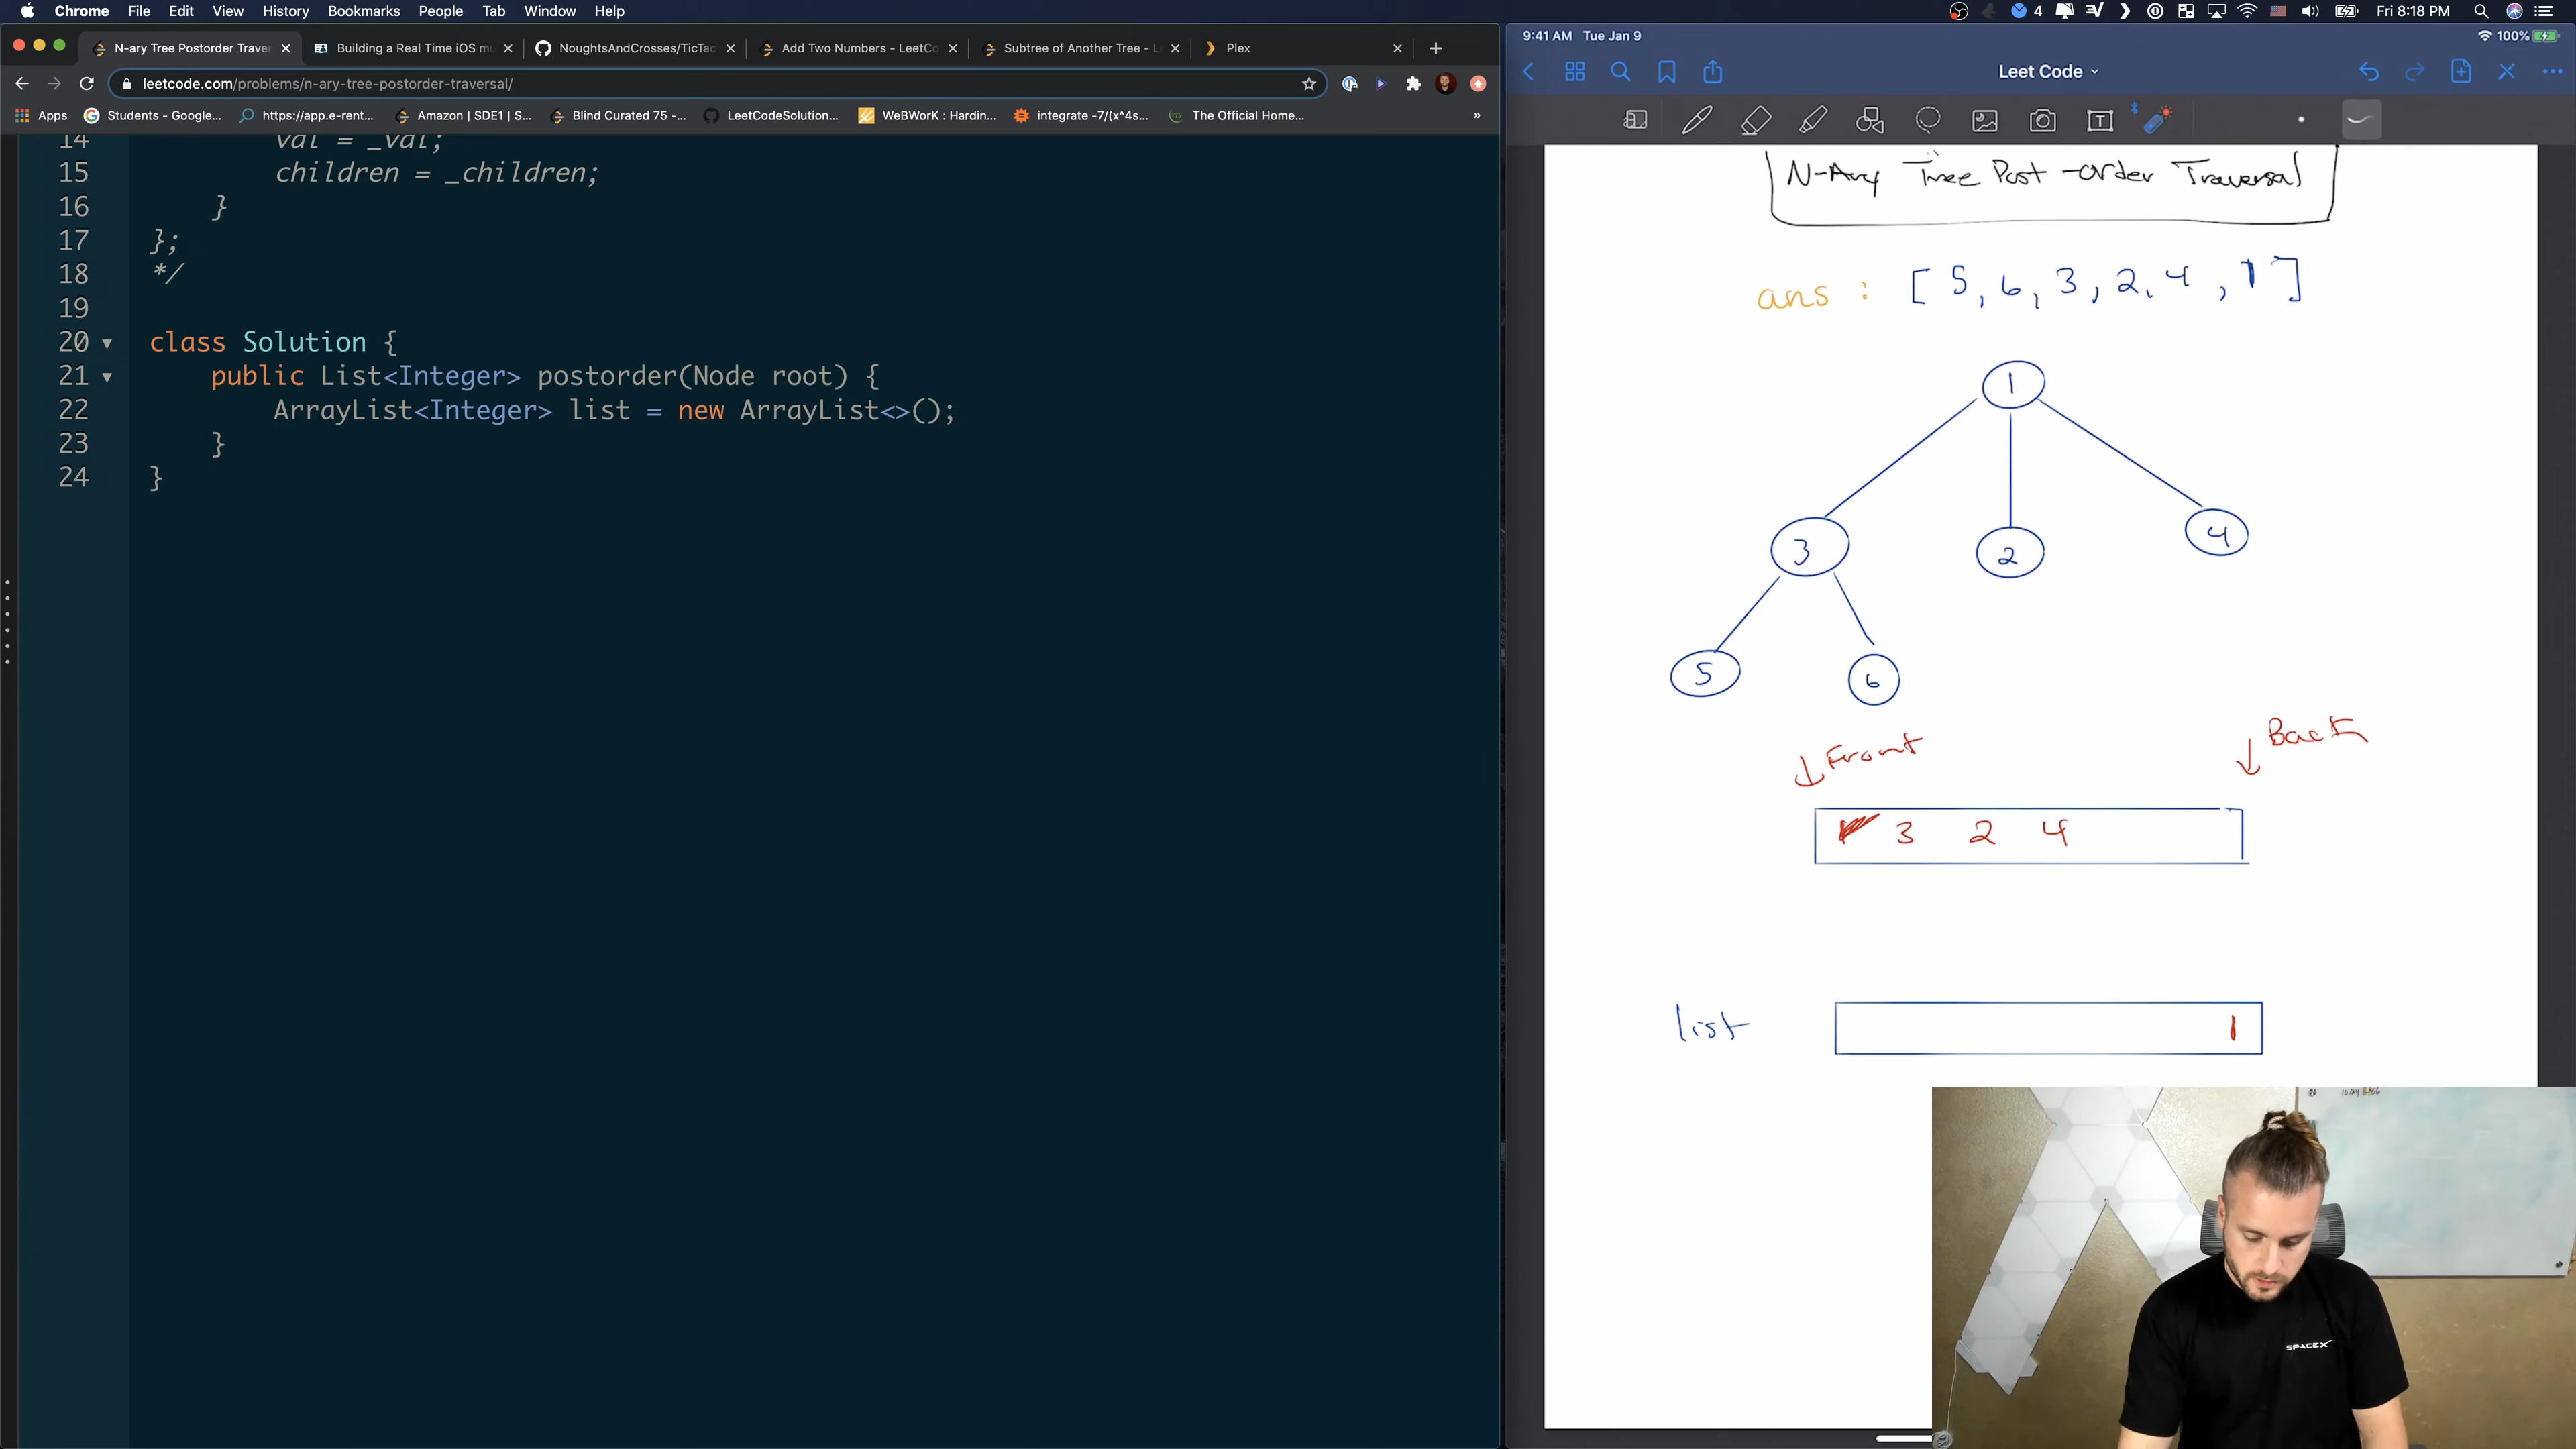 Chrome File Edit View History Bookmarks People Tab Window Help
4 Fri 8:18 PM
N-ary Tree Postorder Traver
Building a Real Time iOS mu
NoughtsAndCrosses/TicTac
Add Two Numbers - LeetCo
Subtree of Another Tree - L
Plex
leetcode.com/problems/n-ary-tree-postorder-traversal/
Apps
Students - Google...
https://app.e-rent...
Amazon | SDE1 | S...
Blind Curated 75 -...
LeetCodeSolution...
WeBWorK : Hardin...
integrate -7/(x^4s...
The Official Home...
»
14 val = _val;
15 children = _children;
16 }
17 };
18 */
19
20 class Solution {
21 public List<Integer> postorder(Node root) {
22 ArrayList<Integer> list = new ArrayList<>();
23 }
24 }
9:41 AM Tue Jan 9
100%
Leet Code
N-Ary Tree Post-Order Traversal
ans : [ 5, 6, 3, 2, 4, 1 ]
1
3 2 4
5 6
Front
Back
3 2 4
list 1
SPACEX